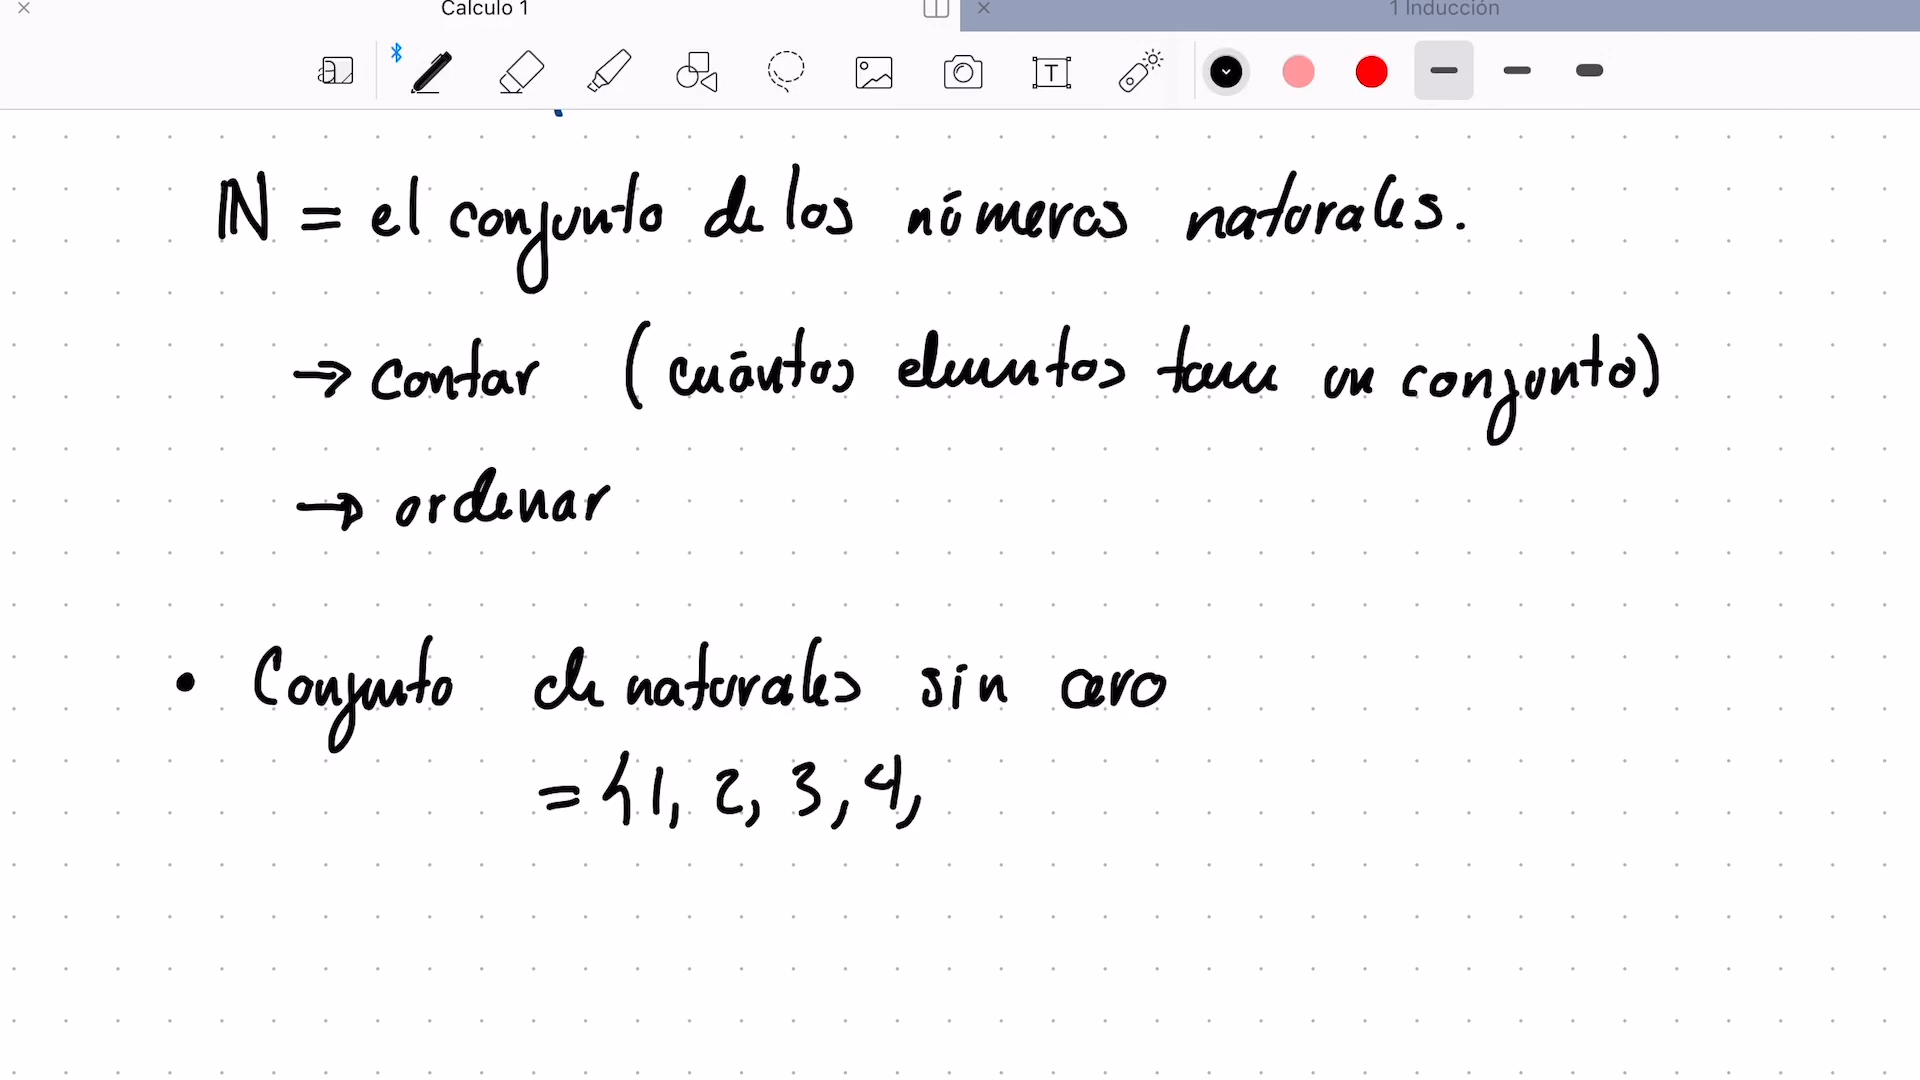 Calculo 1
1 Inducción
ℕ = el conjunto de los números naturales.
→ contar (cuántos elementos tiene un conjunto)
→ ordenar
• Conjunto de naturales sin cero
= {1, 2, 3, 4,